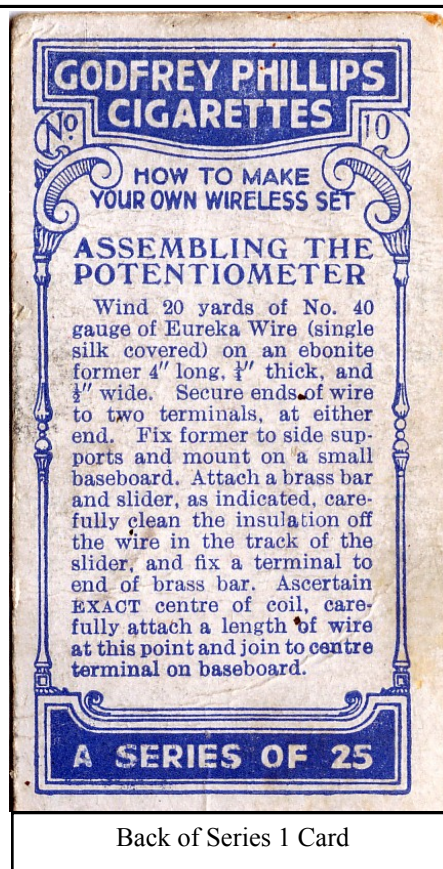 GODFREY PHILLIPS
CIGARETTES
No 10
HOW TO MAKE
YOUR OWN WIRELESS SET
ASSEMBLING THE
POTENTIOMETER
Wind 20 yards of No. 40
gauge of Eureka Wire (single
silk covered) on an ebonite
former 4″ long, ¼″ thick, and
½″ wide. Secure ends of wire
to two terminals, at either
end. Fix former to side sup-
ports and mount on a small
baseboard. Attach a brass bar
and slider, as indicated, care-
fully clean the insulation off
the wire in the track of the
slider, and fix a terminal to
end of brass bar. Ascertain
EXACT centre of coil, care-
fully attach a length of wire
at this point and join to centre
terminal on baseboard.
A SERIES OF 25
Back of Series 1 Card